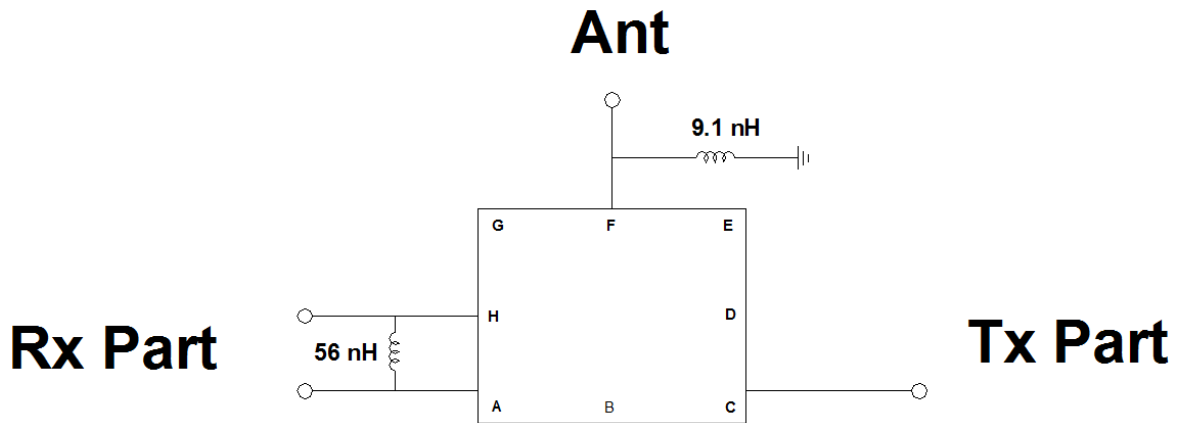 Ant
9.1 nH
G F E
H D
Rx Part
56 nH
Tx Part
A B C